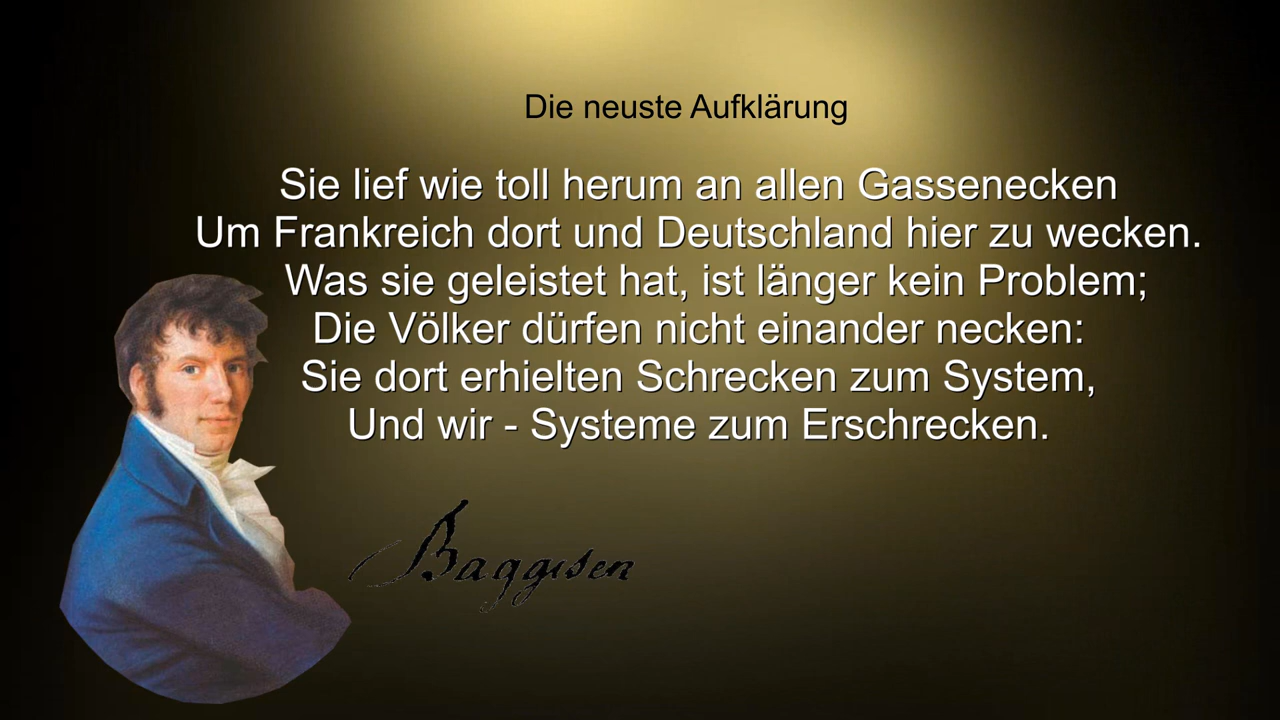 Die neuste Aufklärung
Sie lief wie toll herum an allen Gassenecken
Um Frankreich dort und Deutschland hier zu wecken.
Was sie geleistet hat, ist länger kein Problem;
Die Völker dürfen nicht einander necken:
Sie dort erhielten Schrecken zum System,
Und wir - Systeme zum Erschrecken.
Baggesen